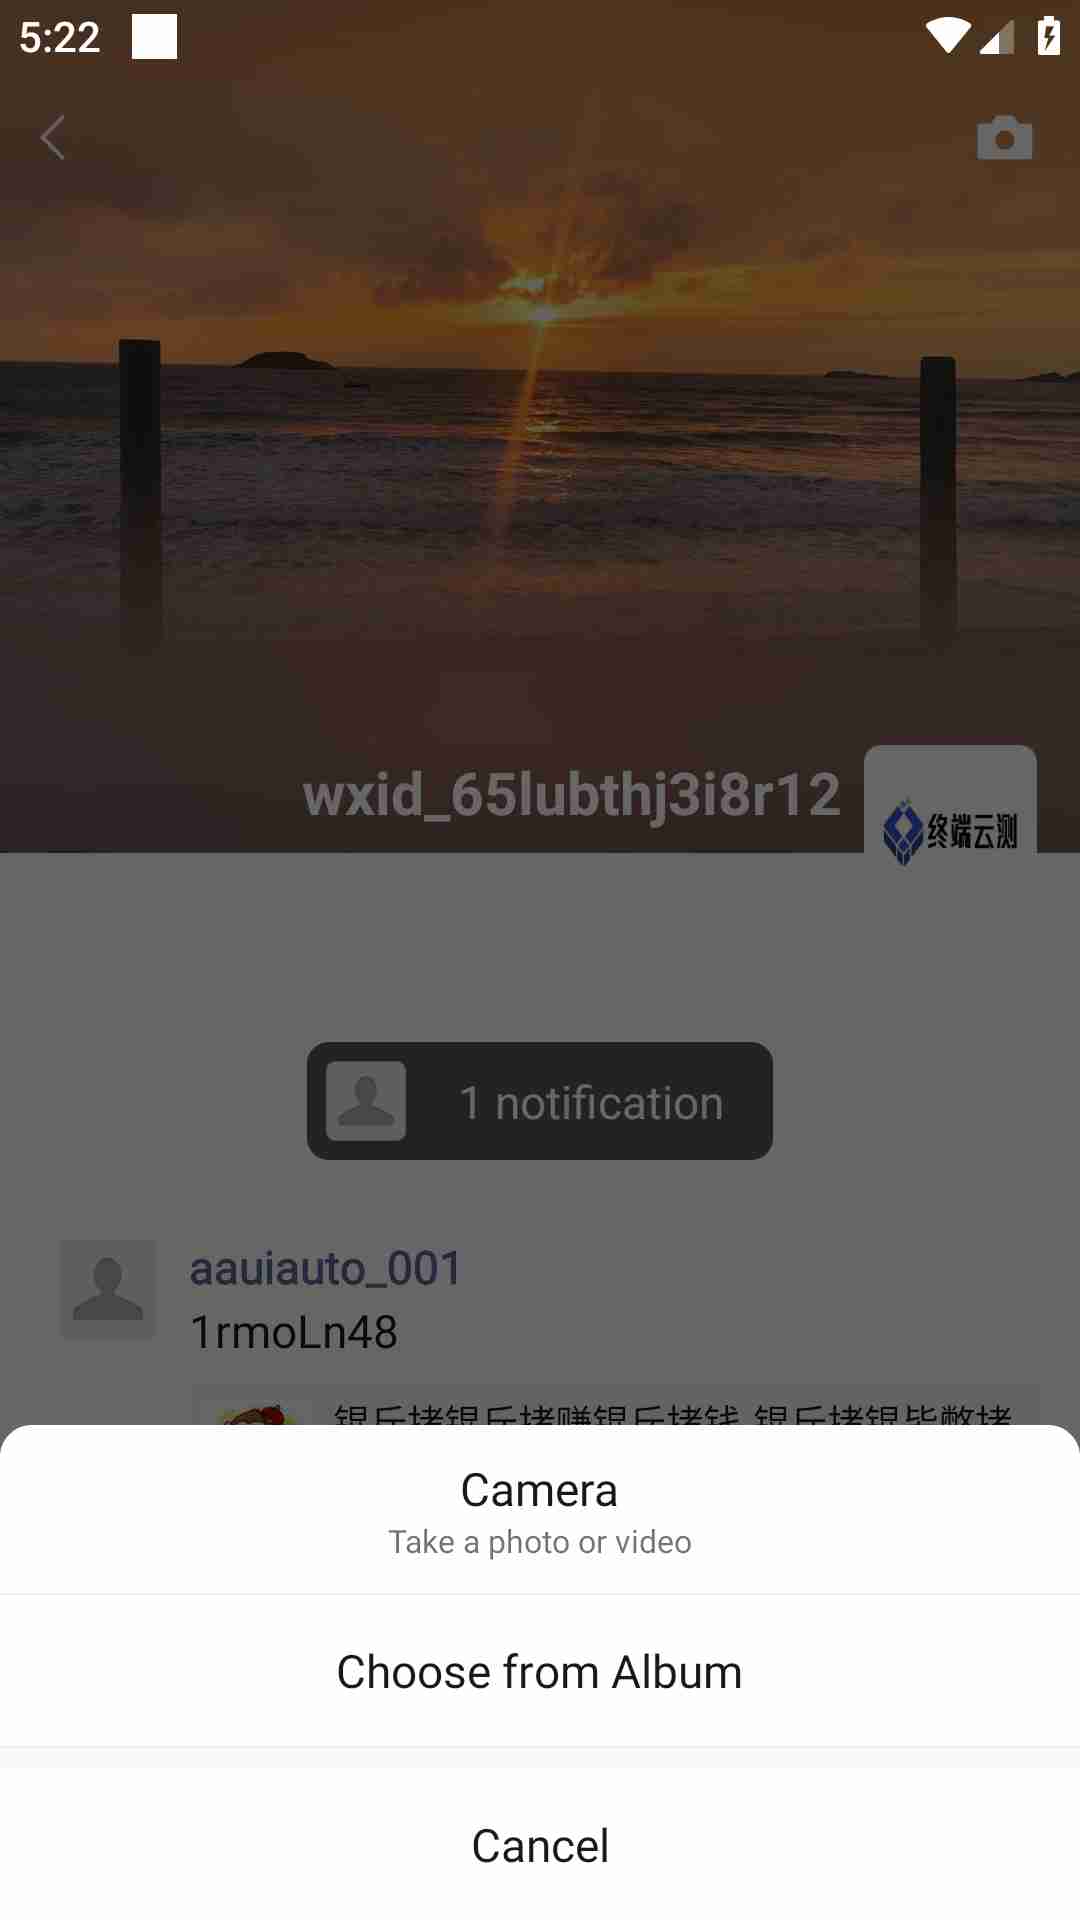 5:22
wxid_65lubthj3i8r12
终端云测
1 notification
aauiauto_001
1rmoLn48
Camera
Take a photo or video
Choose from Album
Cancel